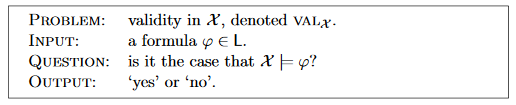 PROBLEM: validity in 𝒳, denoted VAL𝒳.
INPUT: a formula φ ∈ L.
QUESTION: is it the case that 𝒳 ⊨ φ?
OUTPUT: ‘yes’ or ‘no’.